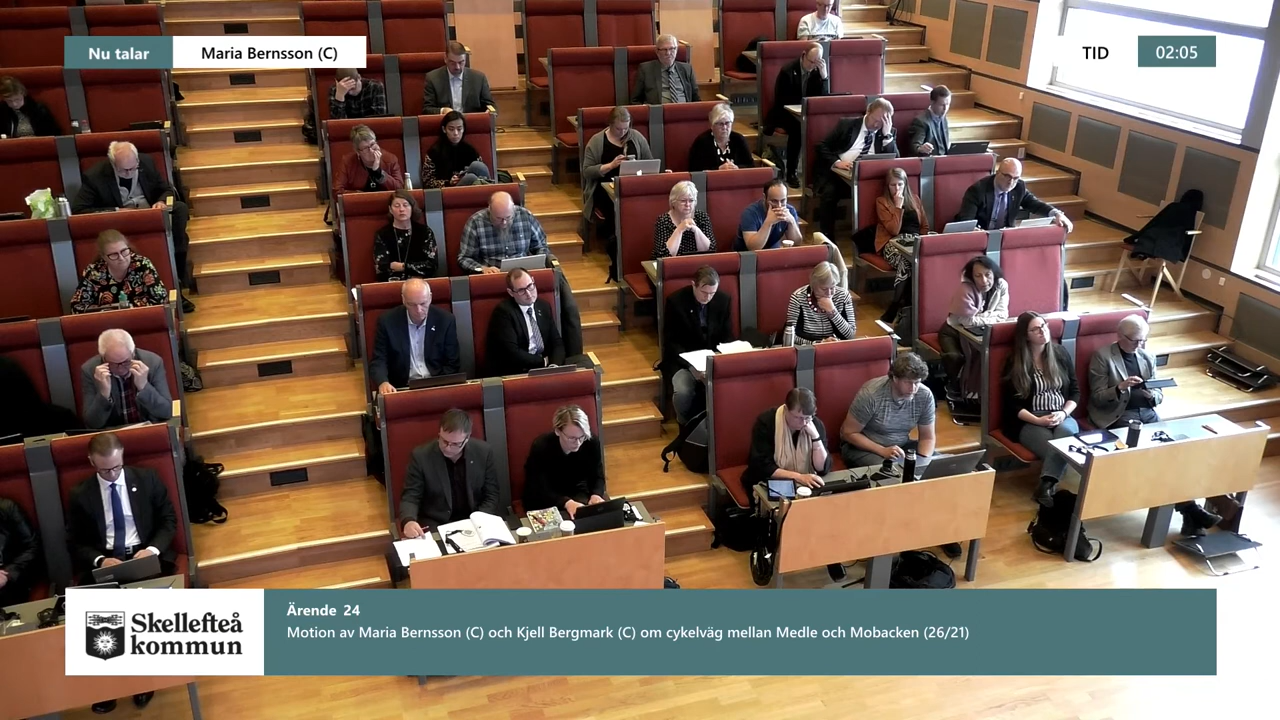 Nu talar
Maria Bernsson (C)
TID
02:05
Skellefteå
kommun
Ärende 24
Motion av Maria Bernsson (C) och Kjell Bergmark (C) om cykelväg mellan Medle och Mobacken (26/21)